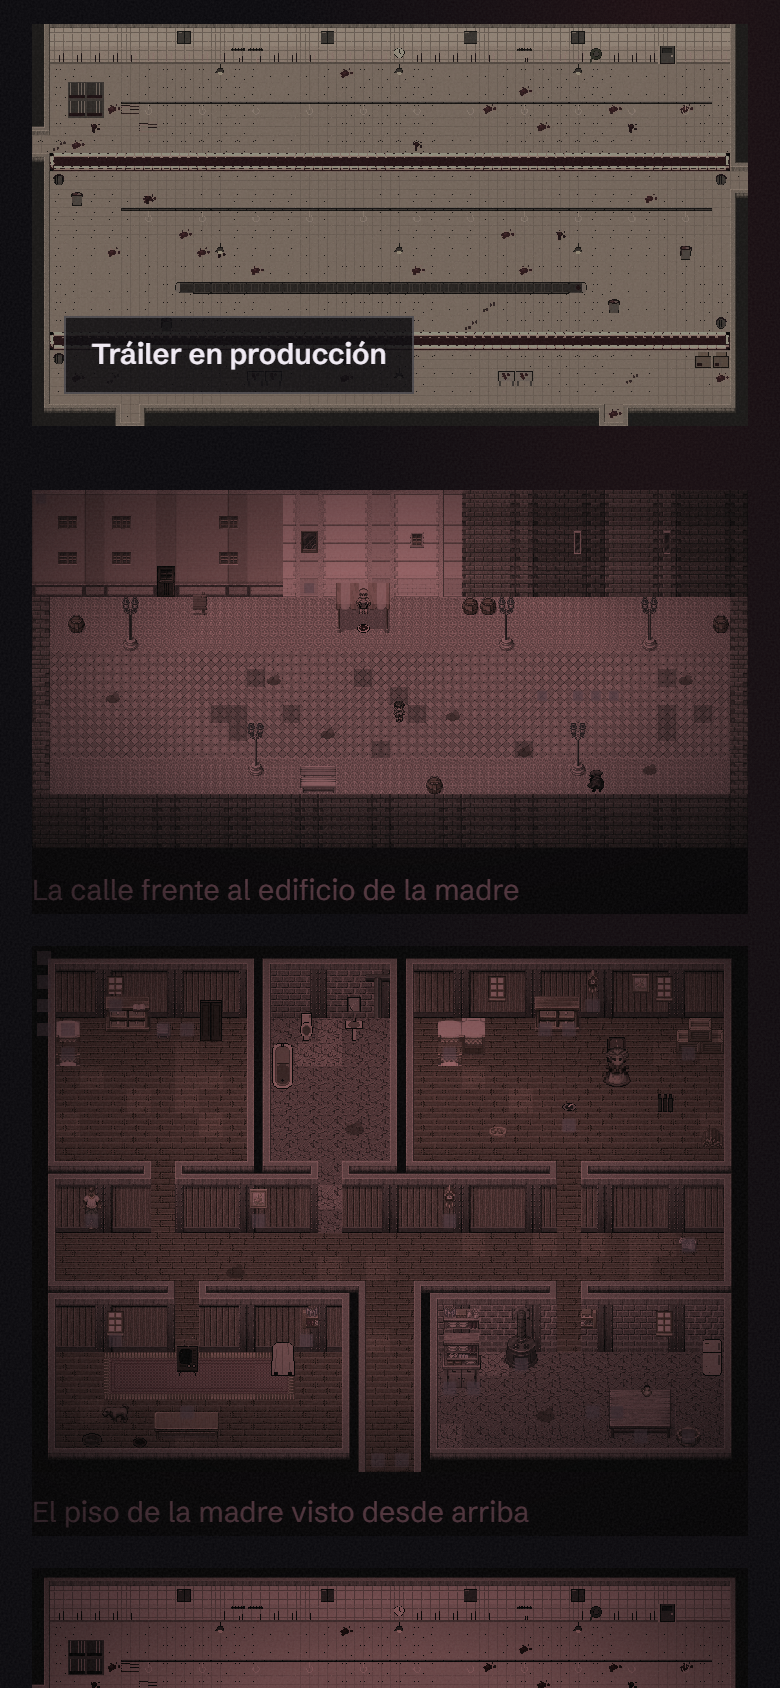 Tráiler en producción
La calle frente al edificio de la madre
El piso de la madre visto desde arriba